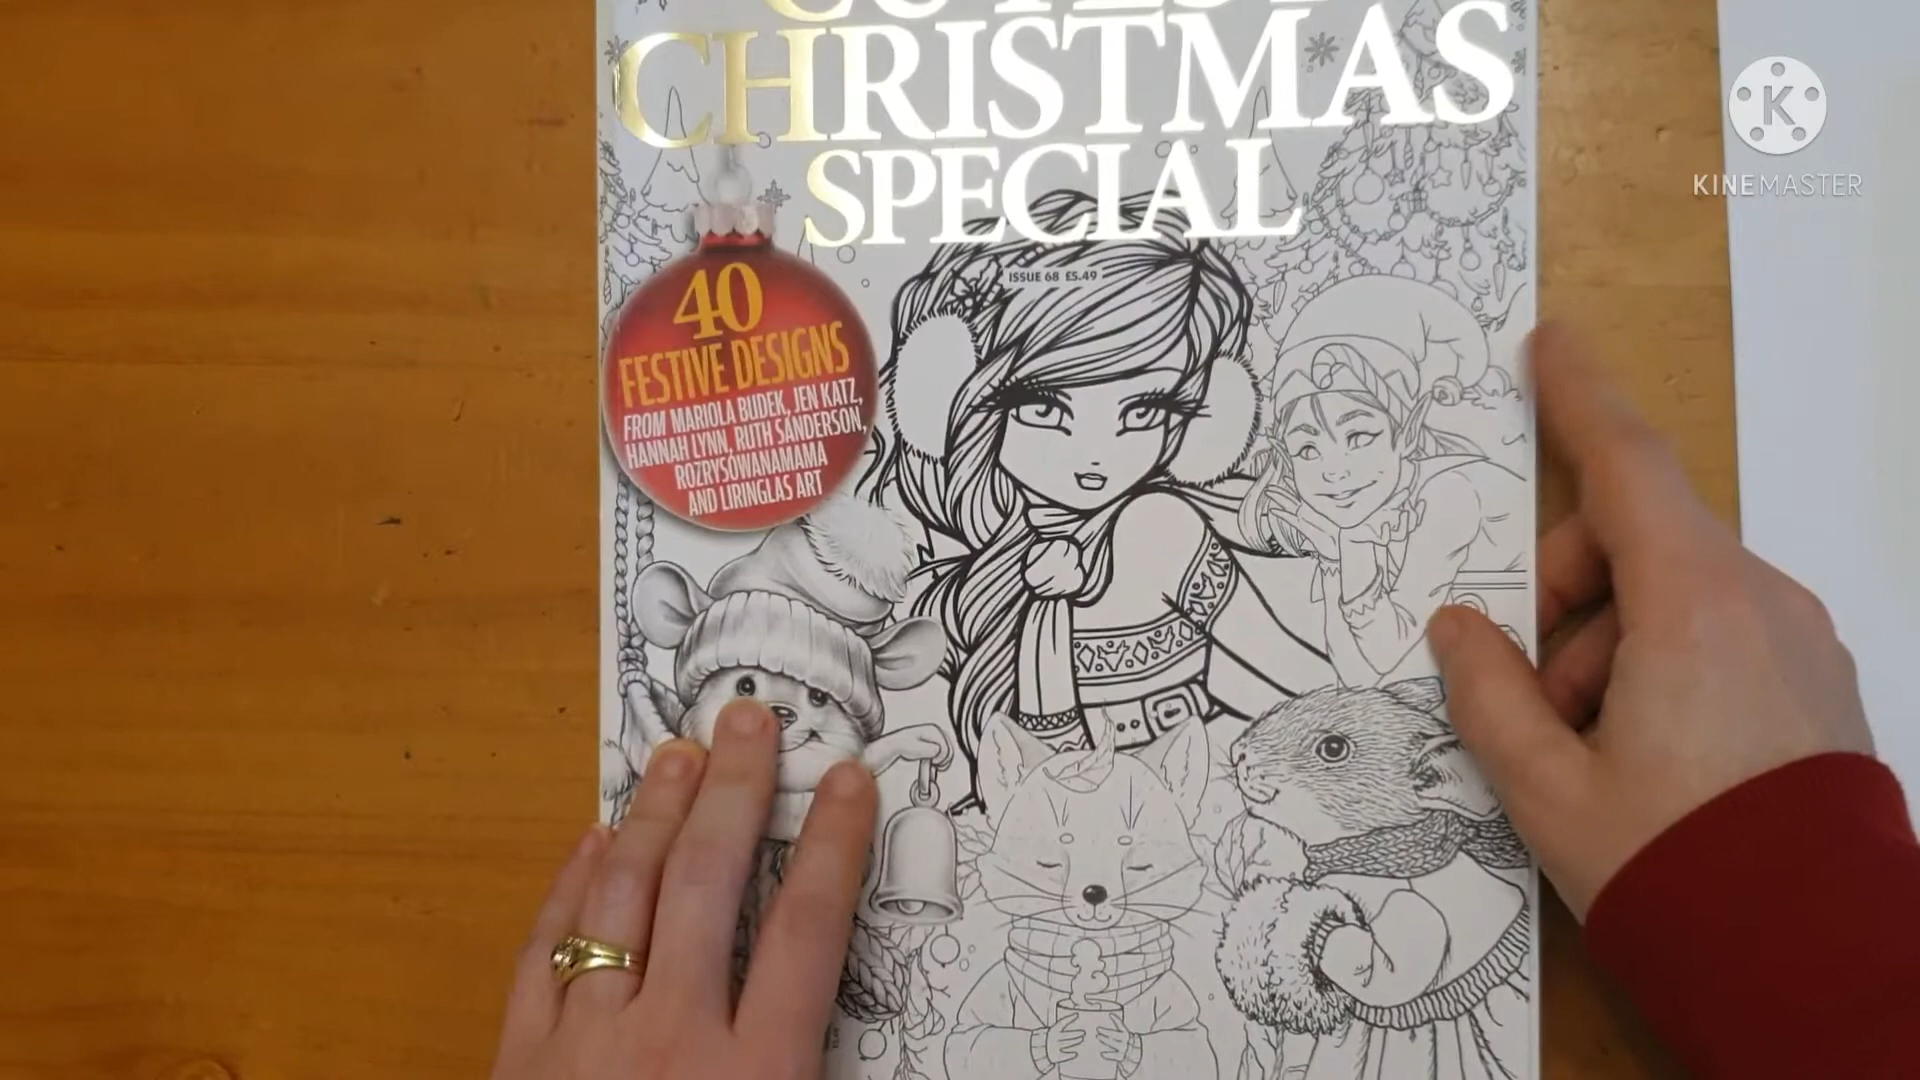 CUTEST
CHRISTMAS
SPECIAL
ISSUE 68 £5.49
40
FESTIVE DESIGNS
FROM MARIOLA BUDEK, JEN KATZ,
HANNAH LYNN, RUTH SANDERSON,
ROZRYSOWANAMAMA
AND LIRINGLAS ART
K
KINEMASTER